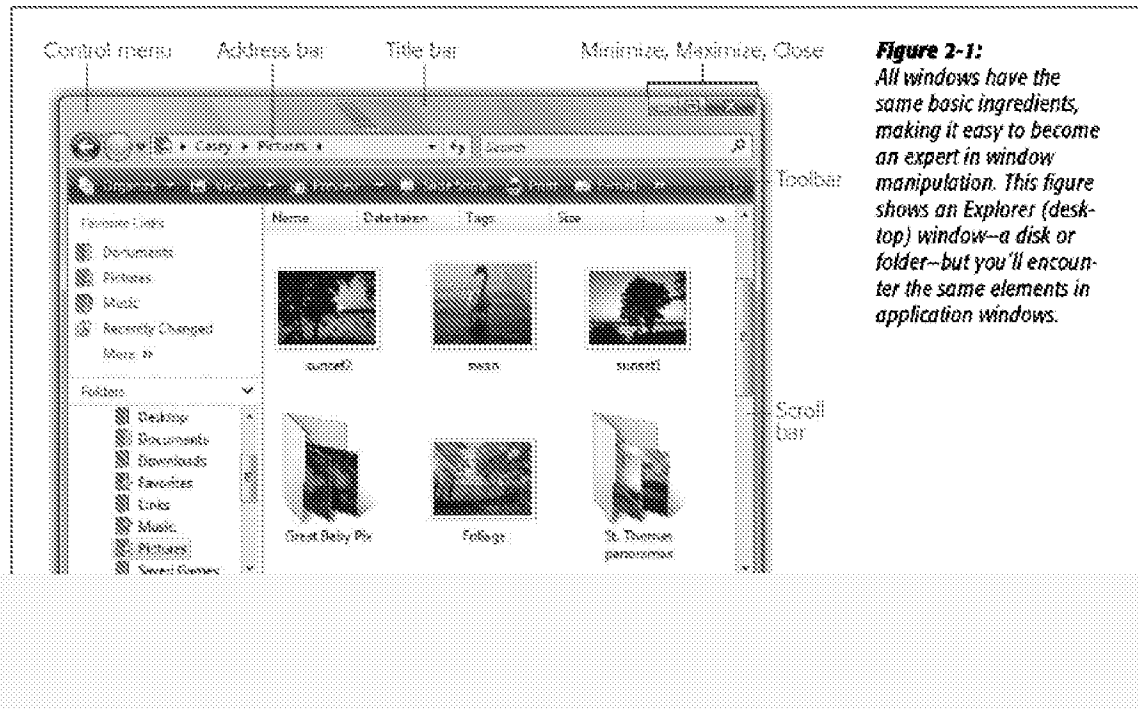 Control menu
Address bar
Title bar
Minimize, Maximize, Close
Casey
Pictures
Search
Toolbar
Favorite Links
Documents
Pictures
Music
Recently Changed
More »
Name
Date taken
Tags
Size
»
sunset2
swan
sunset1
Folders
Desktop
Documents
Downloads
Favorites
Links
Music
Pictures
Saved Games
Great Baby Pix
Foliage
St. Thomas
panoramas
Scroll
bar
Figure 2-1:
All windows have the
same basic ingredients,
making it easy to become
an expert in window
manipulation. This figure
shows an Explorer (desk-
top) window—a disk or
folder—but you'll encoun-
ter the same elements in
application windows.